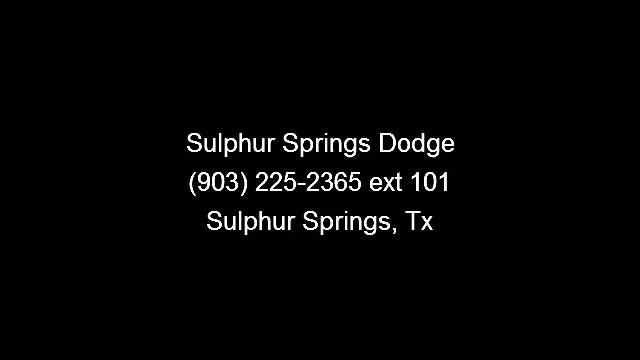 Sulphur Springs Dodge
(903) 225-2365 ext 101
Sulphur Springs, Tx